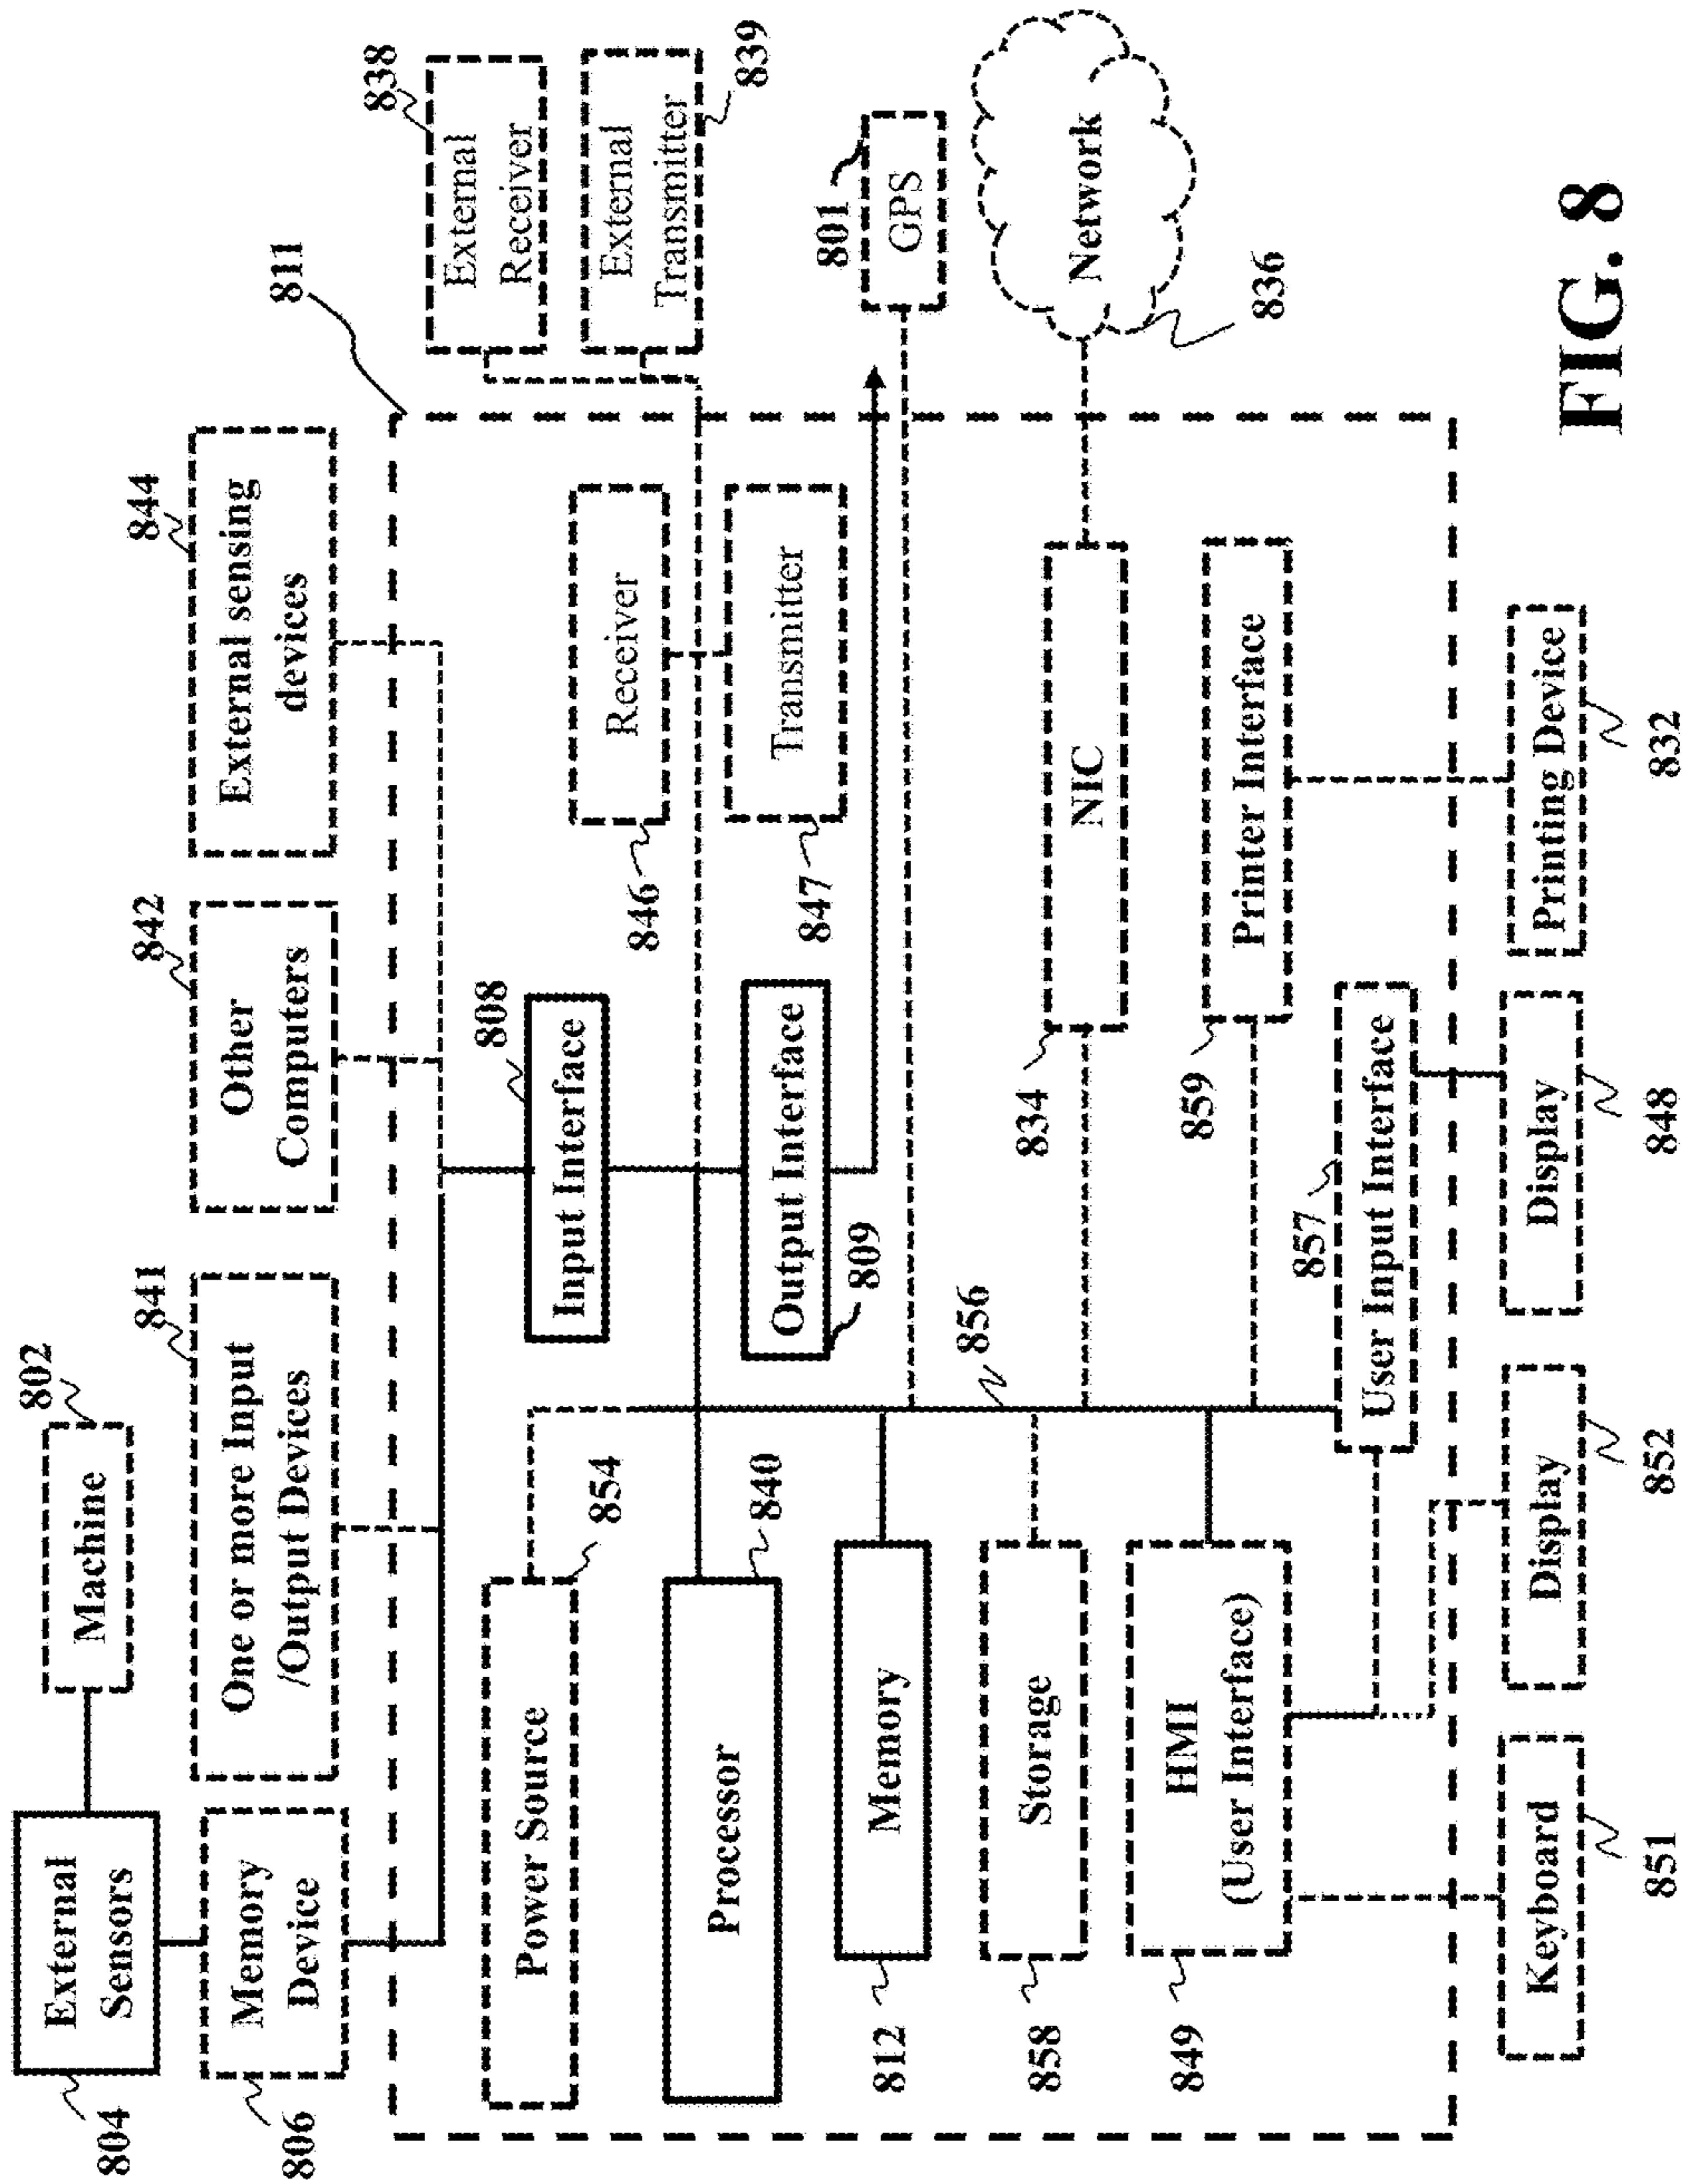 804
External
Sensors
802
Machine
806
Memory
Device
841
One or more Input
/Output Devices
842
Other
Computers
844
External sensing
devices
811
838
External
Receiver
839
External
Transmitter
854
Power Source
808
Input Interface
846
Receiver
840
Processor
809
Output Interface
847
Transmitter
801
GPS
812
Memory
856
858
Storage
834
NIC
Network
836
849
HMI
(User Interface)
859
Printer Interface
857
User Input Interface
Keyboard
851
Display
852
Display
848
Printing Device
832
FIG. 8